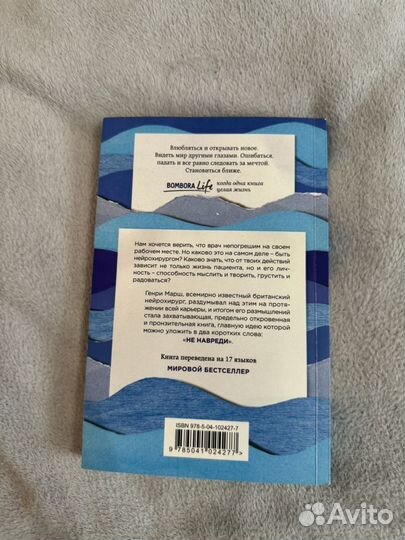 Влюбляться и открывать новое.
Видеть мир другими глазами. Ошибаться,
падать и все равно следовать за мечтой.
Становиться ближе.
BOMBORA Life когда одна книга
целая жизнь
Нам хочется верить, что врач непогрешим на своем
рабочем месте. Но каково это на самом деле – быть
нейрохирургом? Каково знать, что от твоих действий
зависит не только жизнь пациента, но и его лич-
ность – способность мыслить и творить, грустить и
радоваться?
Генри Марш, всемирно известный британский
нейрохирург, раздумывал над этим на протя-
жении всей карьеры, и итогом его размышлений
стала захватывающая, предельно откровенная
и пронзительная книга, главную идею которой
можно уложить в два коротких слова:
«НЕ НАВРЕДИ».
Книга переведена на 17 языков
МИРОВОЙ БЕСТСЕЛЛЕР
ISBN 978-5-04-102427-7
9 785041 024277 >
Avito